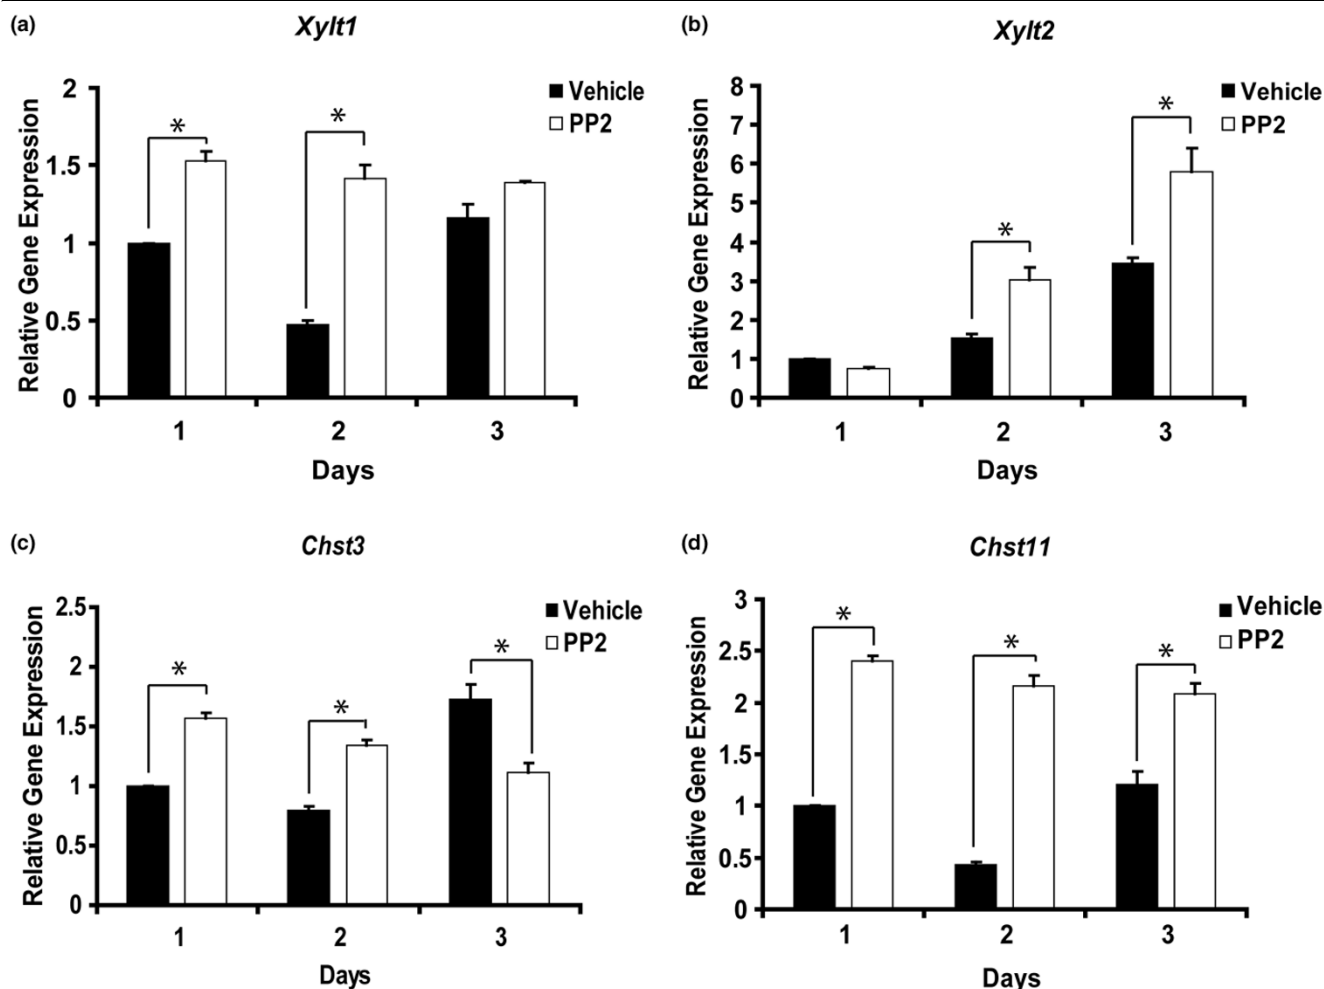 (a)
Xylt1
Relative Gene Expression
2
1.5
1
0.5
0
*
*
Vehicle
PP2
1 2 3
Days
(b)
Xylt2
Relative Gene Expression
8
7
6
5
4
3
2
1
0
*
*
Vehicle
PP2
1 2 3
Days
(c)
Chst3
Relative Gene Expression
2.5
2
1.5
1
0.5
0
*
*
*
Vehicle
PP2
1 2 3
Days
(d)
Chst11
Relative Gene Expression
3
2.5
2
1.5
1
0.5
0
*
*
*
Vehicle
PP2
1 2 3
Days